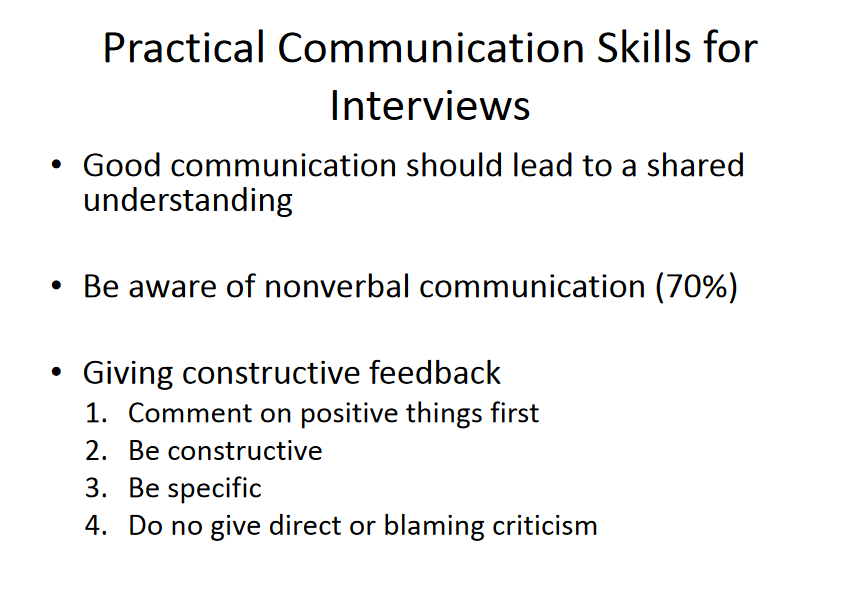 Practical Communication Skills for
Interviews
• Good communication should lead to a shared
understanding
• Be aware of nonverbal communication (70%)
• Giving constructive feedback
1. Comment on positive things first
2. Be constructive
3. Be specific
4. Do no give direct or blaming criticism